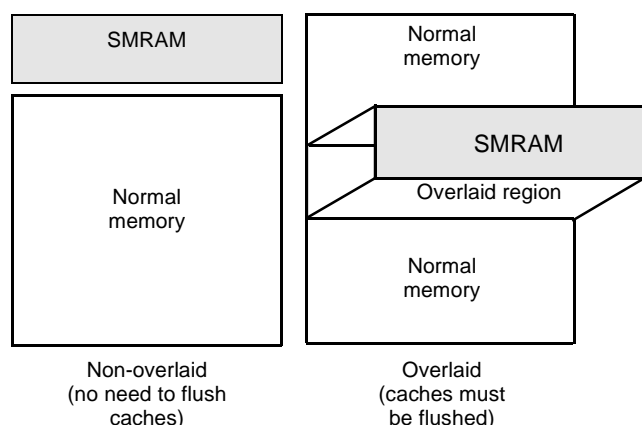 SMRAM
Normal
memory
Non-overlaid
(no need to flush
caches)
Normal
memory
SMRAM
Overlaid region
Normal
memory
Overlaid
(caches must
be flushed)